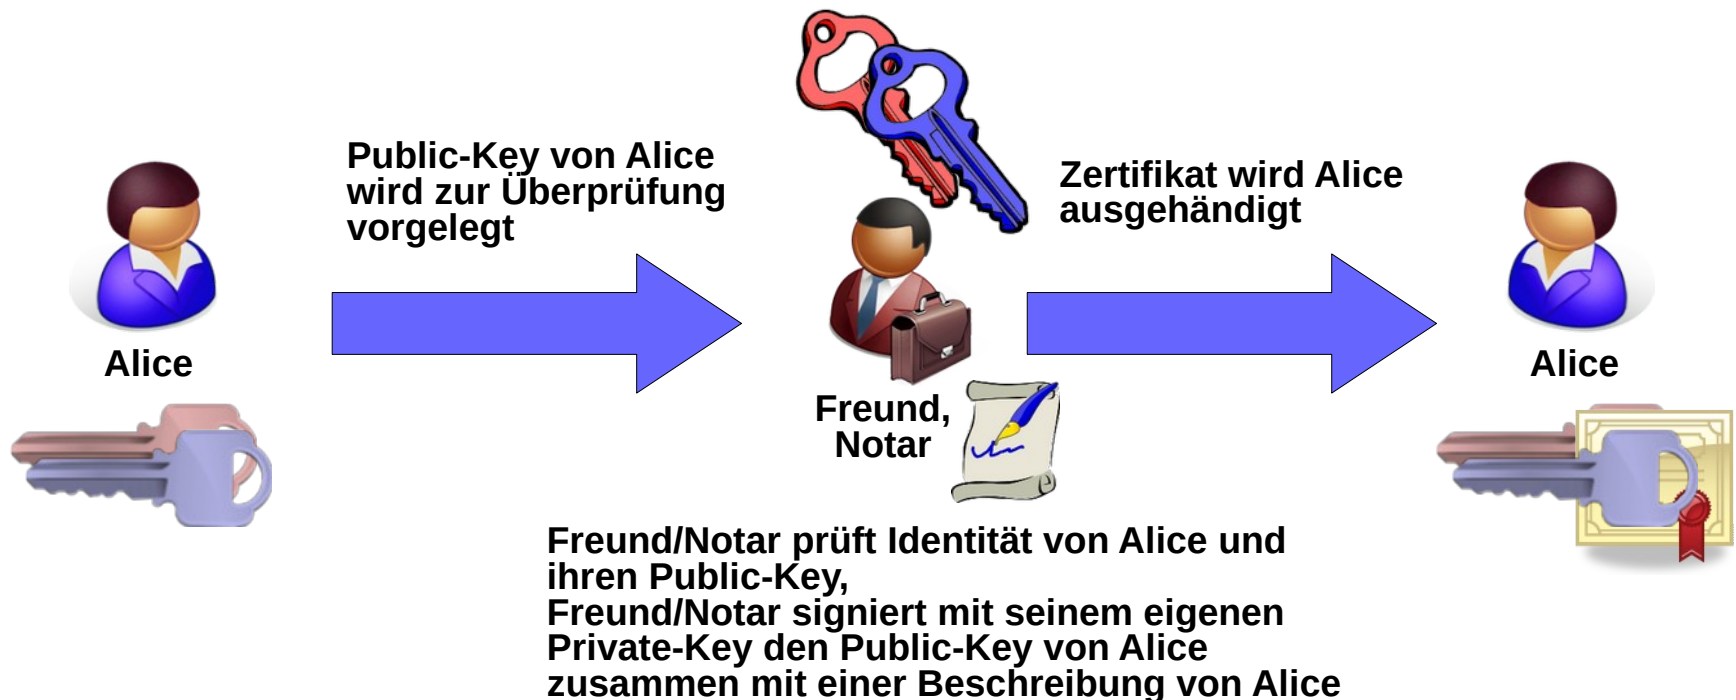 Public-Key von Alice
wird zur Überprüfung
vorgelegt
Zertifikat wird Alice
ausgehändigt
Alice
Freund,
Notar
Alice
Freund/Notar prüft Identität von Alice und
ihren Public-Key,
Freund/Notar signiert mit seinem eigenen
Private-Key den Public-Key von Alice
zusammen mit einer Beschreibung von Alice